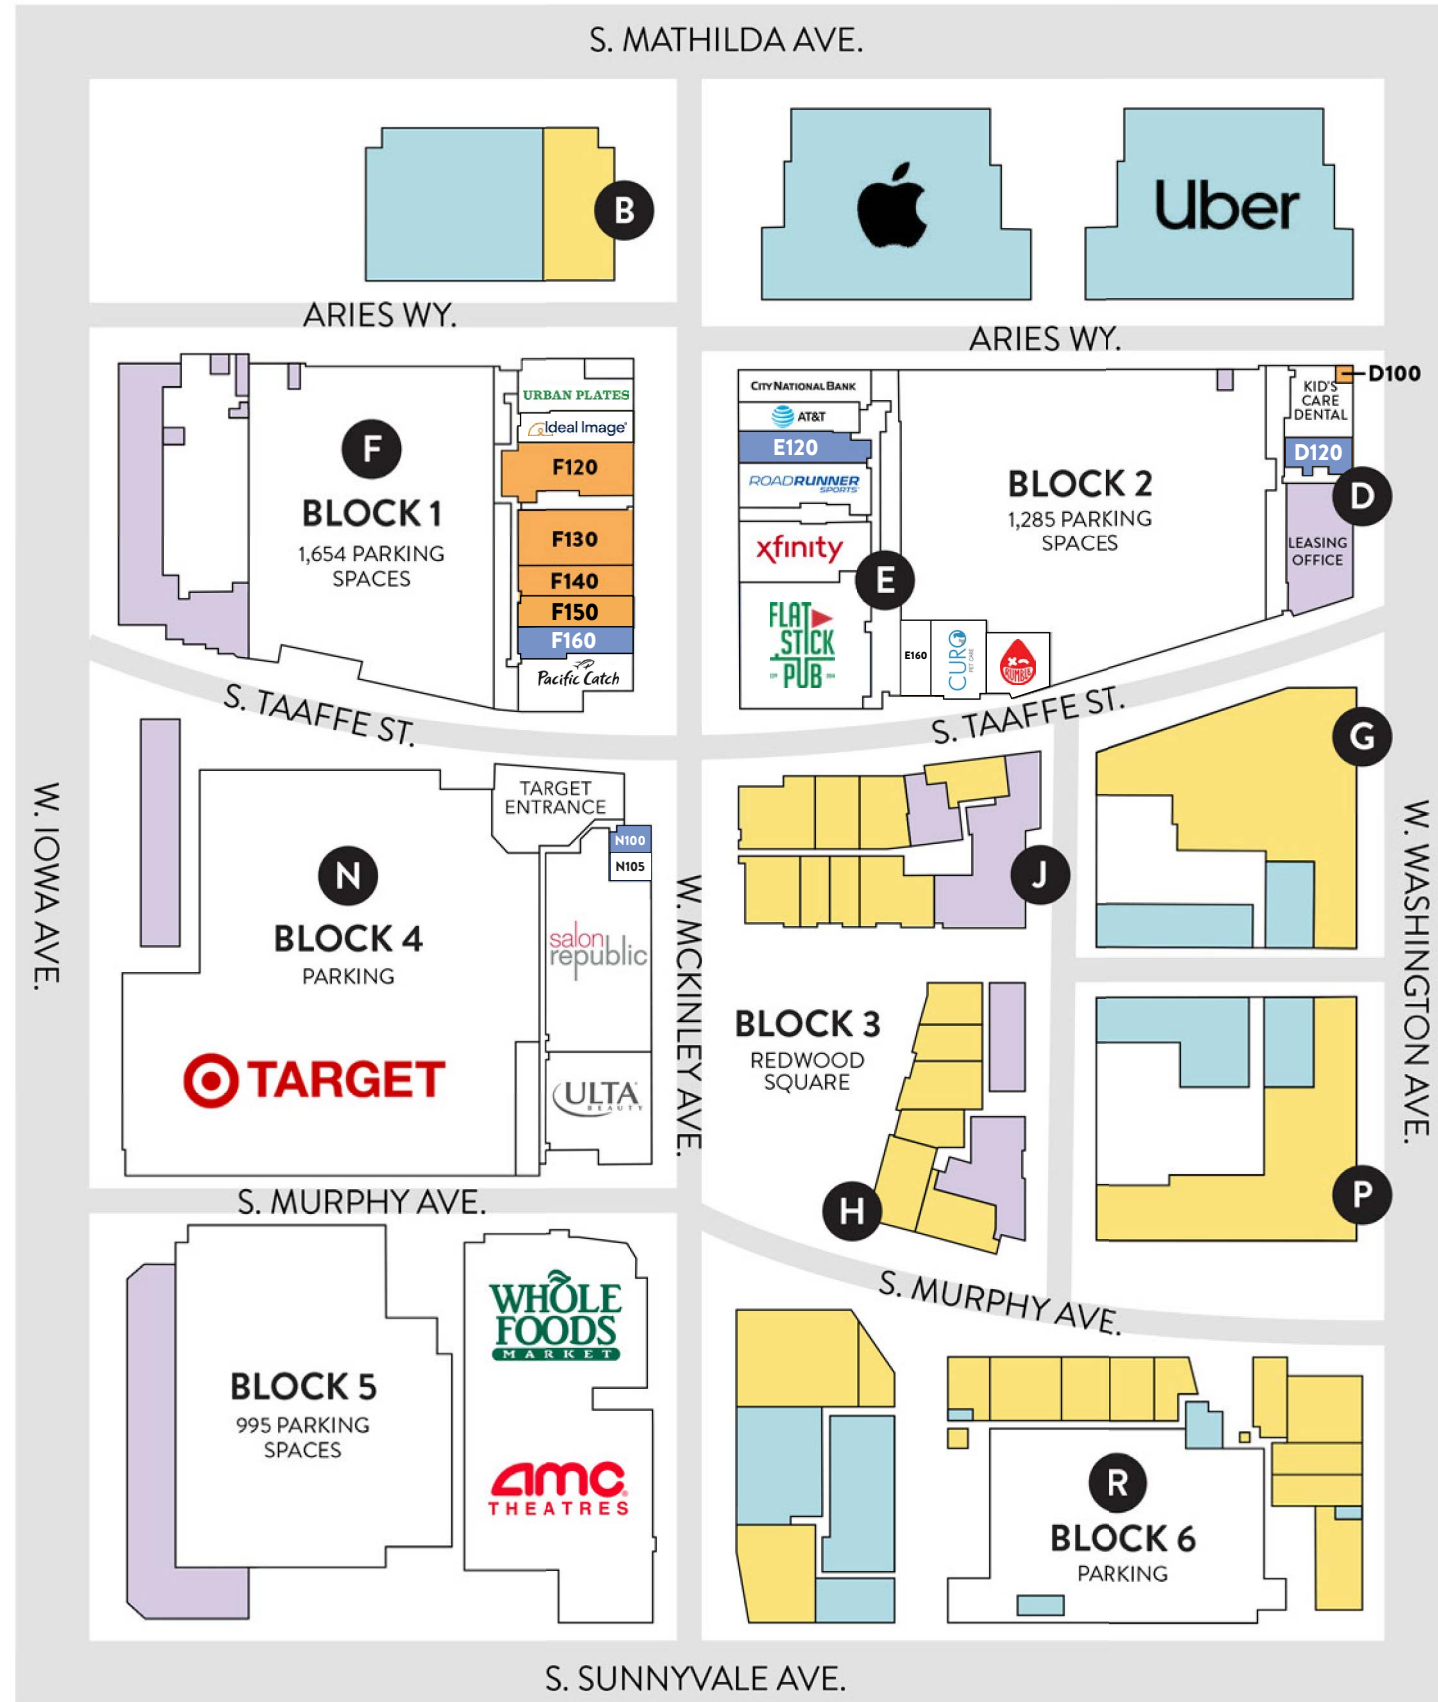 S. MATHILDA AVE.
B
Uber
ARIES WY.
ARIES WY.
URBAN PLATES
Ideal Image
F120
F130
F140
F150
F160
Pacific Catch
F
BLOCK 1
1,654 PARKING
SPACES
CITY NATIONAL BANK
AT&T
E120
ROADRUNNER
SPORTS
xfinity
FLAT
STICK
PUB
E
E160
CURO
PET CARE
RUMBLE
BLOCK 2
1,285 PARKING
SPACES
D100
KID'S
CARE
DENTAL
D120
D
LEASING
OFFICE
S. TAAFFE ST.
S. TAAFFE ST.
G
W. IOWA AVE.
TARGET
ENTRANCE
N100
N105
N
BLOCK 4
PARKING
salon
republic
TARGET
ULTA
BEAUTY
W. MCKINLEY AVE.
J
BLOCK 3
REDWOOD
SQUARE
H
W. WASHINGTON AVE.
P
S. MURPHY AVE.
S. MURPHY AVE.
BLOCK 5
995 PARKING
SPACES
WHOLE
FOODS
MARKET
amc
THEATRES
R
BLOCK 6
PARKING
S. SUNNYVALE AVE.